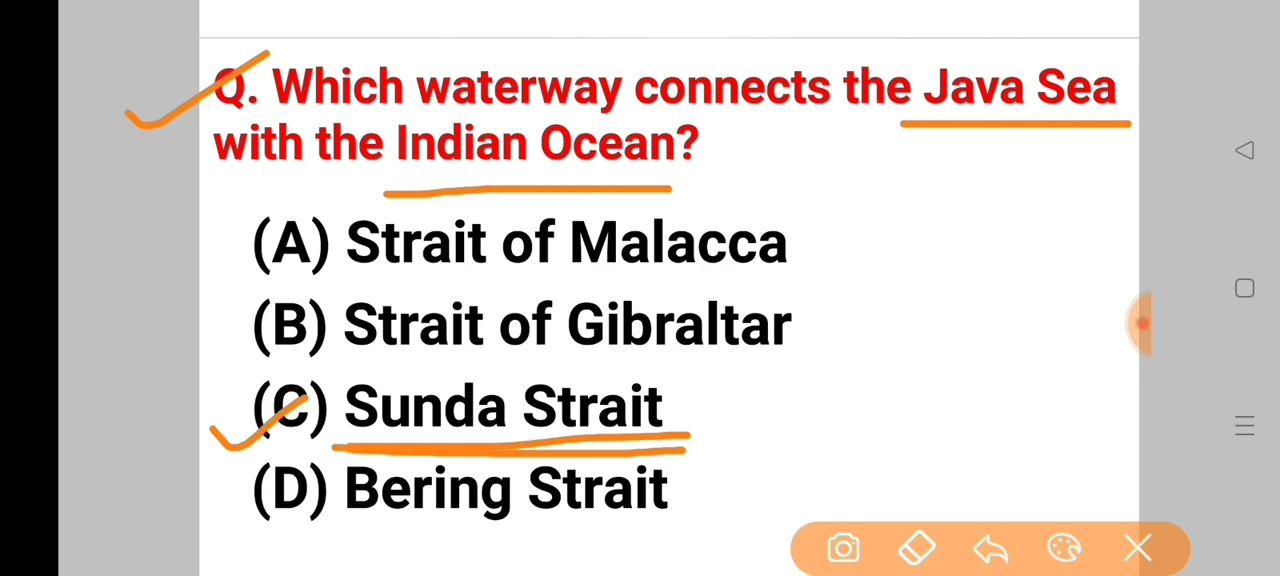 Q. Which waterway connects the Java Sea
with the Indian Ocean?
(A) Strait of Malacca
(B) Strait of Gibraltar
(C) Sunda Strait
(D) Bering Strait